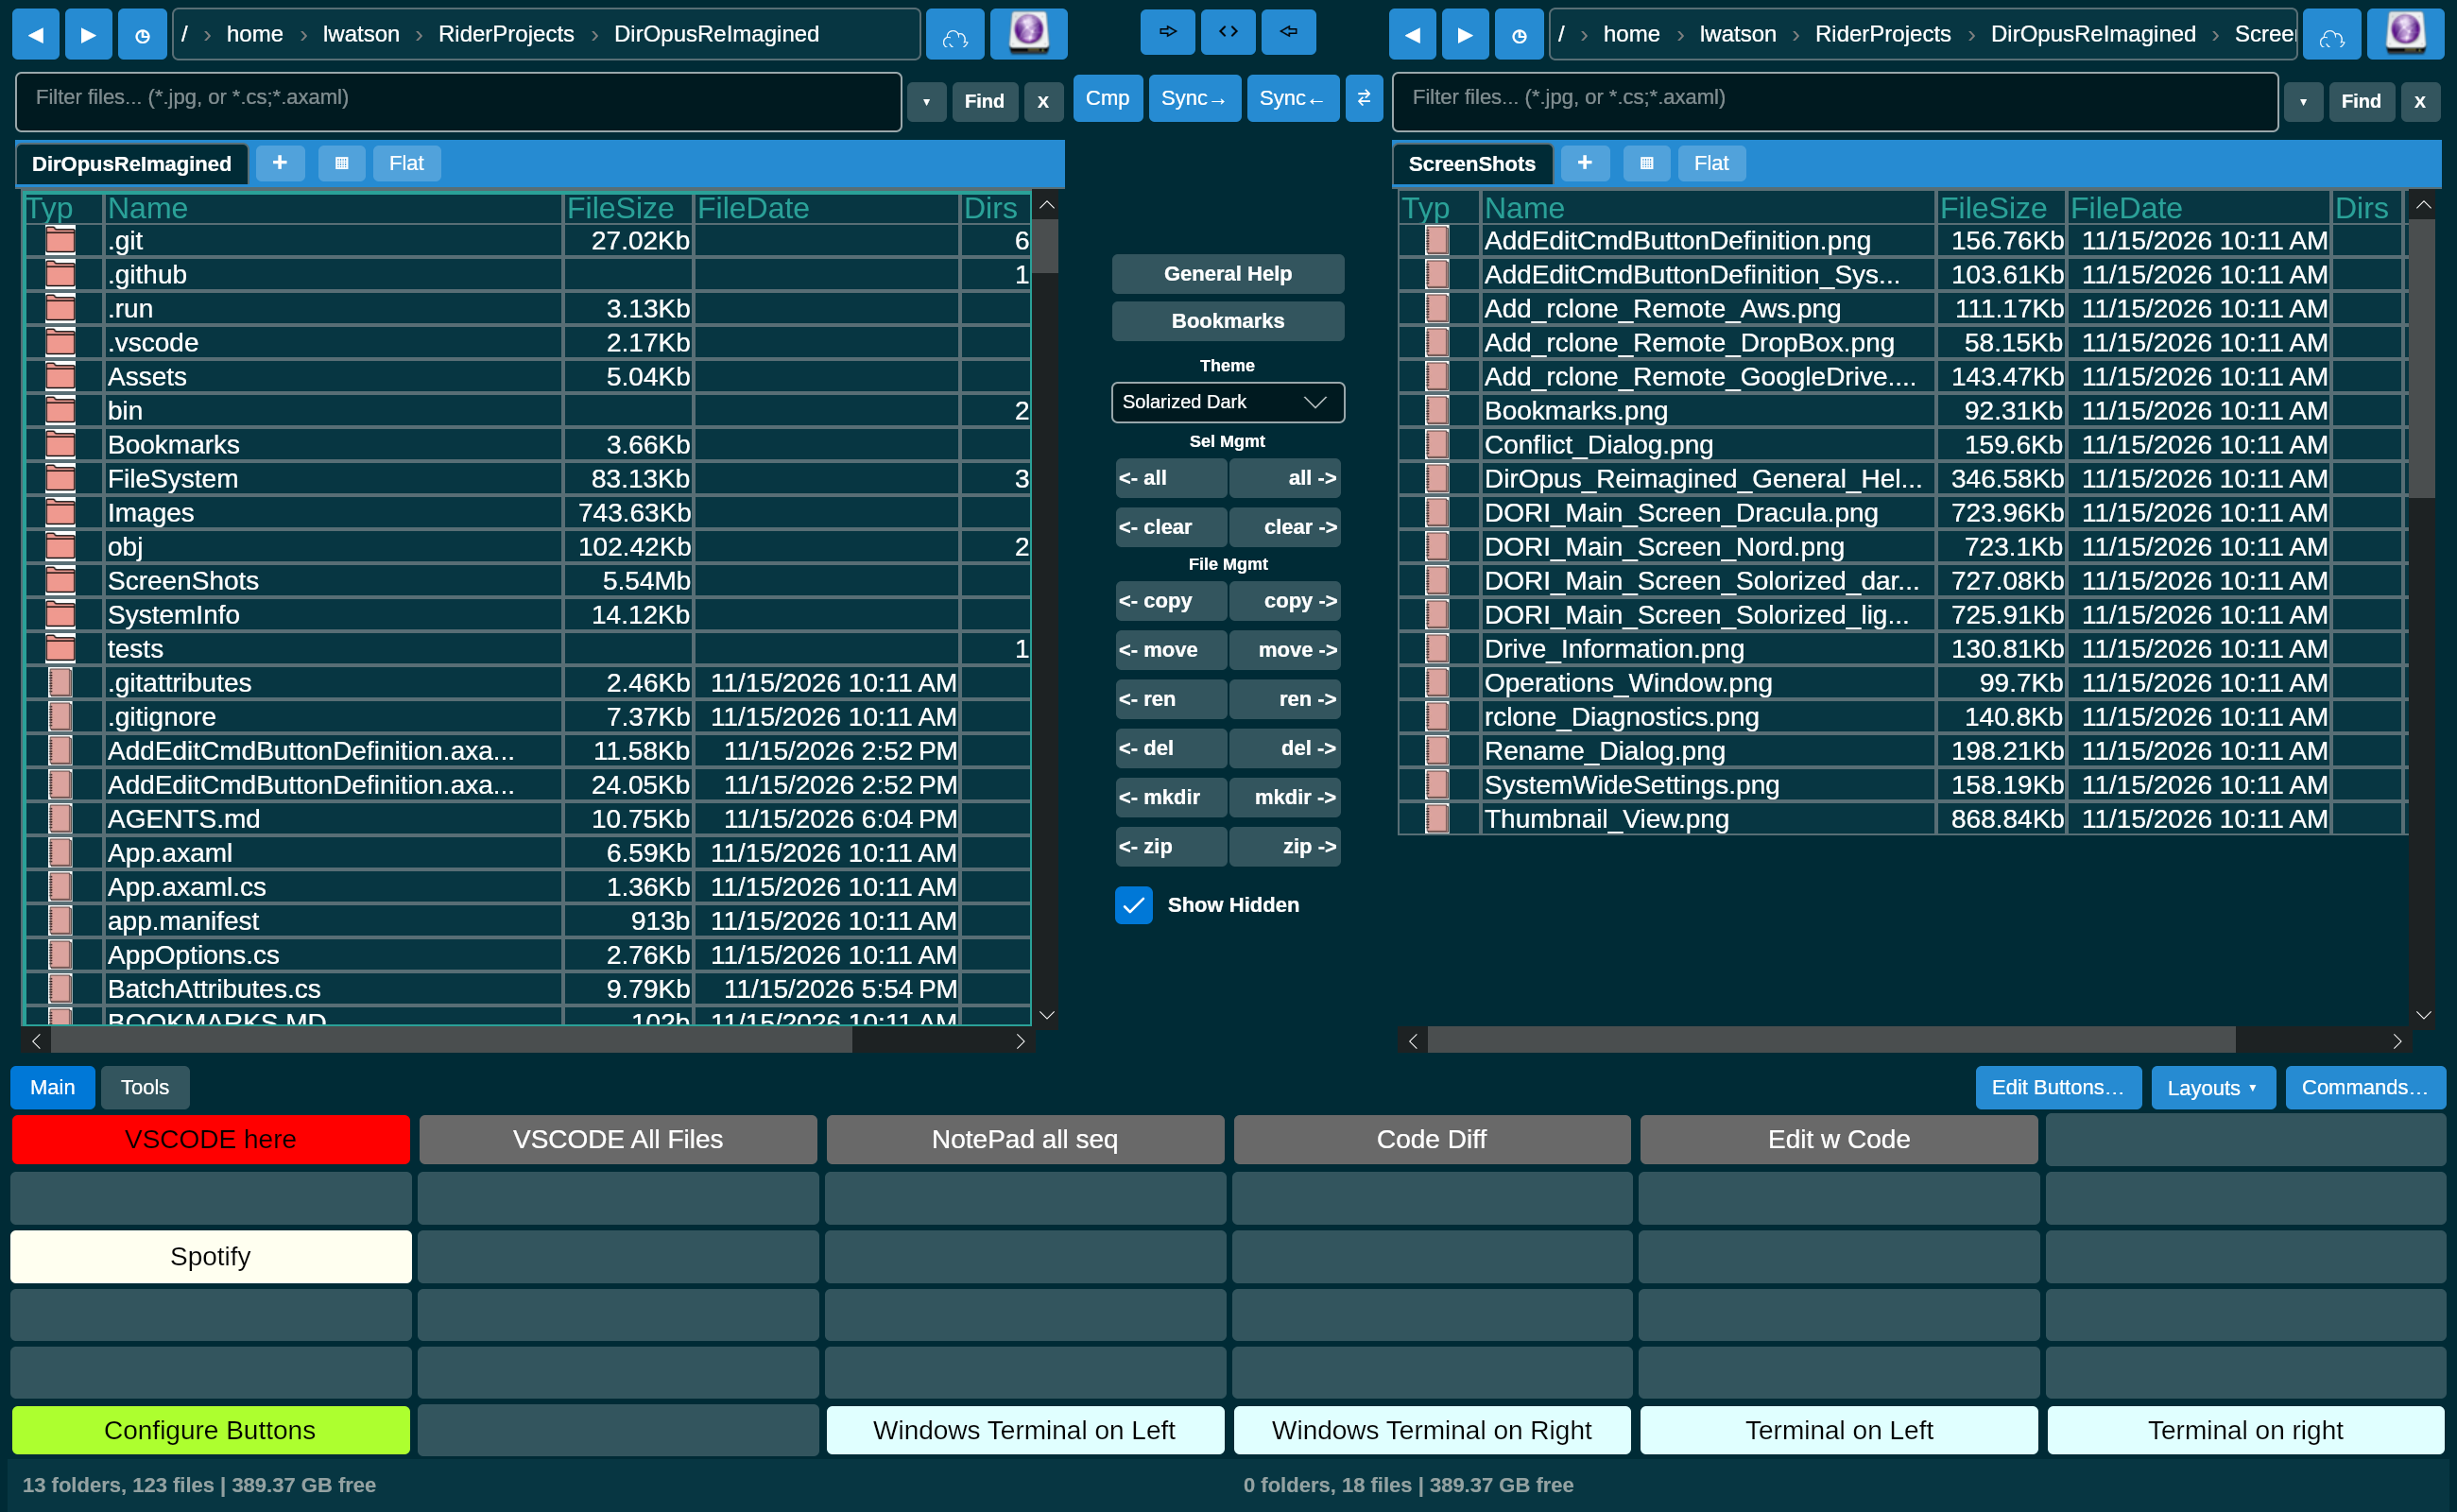 / › home › lwatson › RiderProjects › DirOpusReImagined
/ › home › lwatson › RiderProjects › DirOpusReImagined ›
Filter files... (*.jpg, or *.cs;*.axaml) Find x
Cmp Sync→ Sync←
Filter files... (*.jpg, or *.cs;*.axaml) Find x
DirOpusReImagined + Flat
Typ Name FileSize FileDate Dirs
.git 27.02Kb 6
.github 1
.run 3.13Kb
.vscode 2.17Kb
Assets 5.04Kb
bin 2
Bookmarks 3.66Kb
FileSystem 83.13Kb 3
Images 743.63Kb
obj 102.42Kb 2
ScreenShots 5.54Mb
SystemInfo 14.12Kb
tests 1
.gitattributes 2.46Kb 11/15/2026 10:11 AM
.gitignore 7.37Kb 11/15/2026 10:11 AM
AddEditCmdButtonDefinition.axa... 11.58Kb 11/15/2026 2:52 PM
AddEditCmdButtonDefinition.axa... 24.05Kb 11/15/2026 2:52 PM
AGENTS.md 10.75Kb 11/15/2026 6:04 PM
App.axaml 6.59Kb 11/15/2026 10:11 AM
App.axaml.cs 1.36Kb 11/15/2026 10:11 AM
app.manifest 913b 11/15/2026 10:11 AM
AppOptions.cs 2.76Kb 11/15/2026 10:11 AM
BatchAttributes.cs 9.79Kb 11/15/2026 5:54 PM
BOOKMARKS.MD 102b 11/15/2026 10:11 AM
General Help
Bookmarks
Theme
Solarized Dark
Sel Mgmt
<- all all ->
<- clear clear ->
File Mgmt
<- copy copy ->
<- move move ->
<- ren ren ->
<- del del ->
<- mkdir mkdir ->
<- zip zip ->
Show Hidden
ScreenShots + Flat
Typ Name FileSize FileDate Dirs
AddEditCmdButtonDefinition.png 156.76Kb 11/15/2026 10:11 AM
AddEditCmdButtonDefinition_Sys... 103.61Kb 11/15/2026 10:11 AM
Add_rclone_Remote_Aws.png 111.17Kb 11/15/2026 10:11 AM
Add_rclone_Remote_DropBox.png 58.15Kb 11/15/2026 10:11 AM
Add_rclone_Remote_GoogleDrive.... 143.47Kb 11/15/2026 10:11 AM
Bookmarks.png 92.31Kb 11/15/2026 10:11 AM
Conflict_Dialog.png 159.6Kb 11/15/2026 10:11 AM
DirOpus_Reimagined_General_Hel... 346.58Kb 11/15/2026 10:11 AM
DORI_Main_Screen_Dracula.png 723.96Kb 11/15/2026 10:11 AM
DORI_Main_Screen_Nord.png 723.1Kb 11/15/2026 10:11 AM
DORI_Main_Screen_Solorized_dar... 727.08Kb 11/15/2026 10:11 AM
DORI_Main_Screen_Solorized_lig... 725.91Kb 11/15/2026 10:11 AM
Drive_Information.png 130.81Kb 11/15/2026 10:11 AM
Operations_Window.png 99.7Kb 11/15/2026 10:11 AM
rclone_Diagnostics.png 140.8Kb 11/15/2026 10:11 AM
Rename_Dialog.png 198.21Kb 11/15/2026 10:11 AM
SystemWideSettings.png 158.19Kb 11/15/2026 10:11 AM
Thumbnail_View.png 868.84Kb 11/15/2026 10:11 AM
Main Tools Edit Buttons... Layouts Commands...
VSCODE here VSCODE All Files NotePad all seq Code Diff Edit w Code
Spotify
Configure Buttons Windows Terminal on Left Windows Terminal on Right Terminal on Left Terminal on right
13 folders, 123 files | 389.37 GB free
0 folders, 18 files | 389.37 GB free